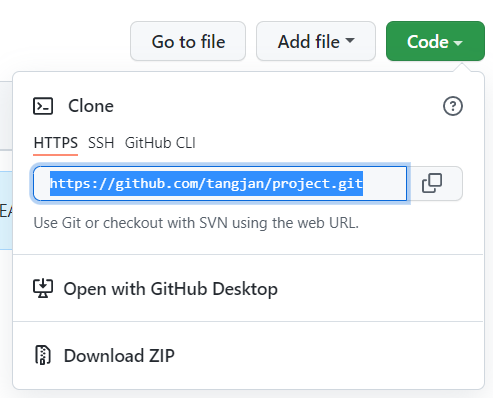 Go to file Add file Code
Clone
HTTPS SSH GitHub CLI
https://github.com/tangjan/project.git
EA
Use Git or checkout with SVN using the web URL.
Open with GitHub Desktop
Download ZIP